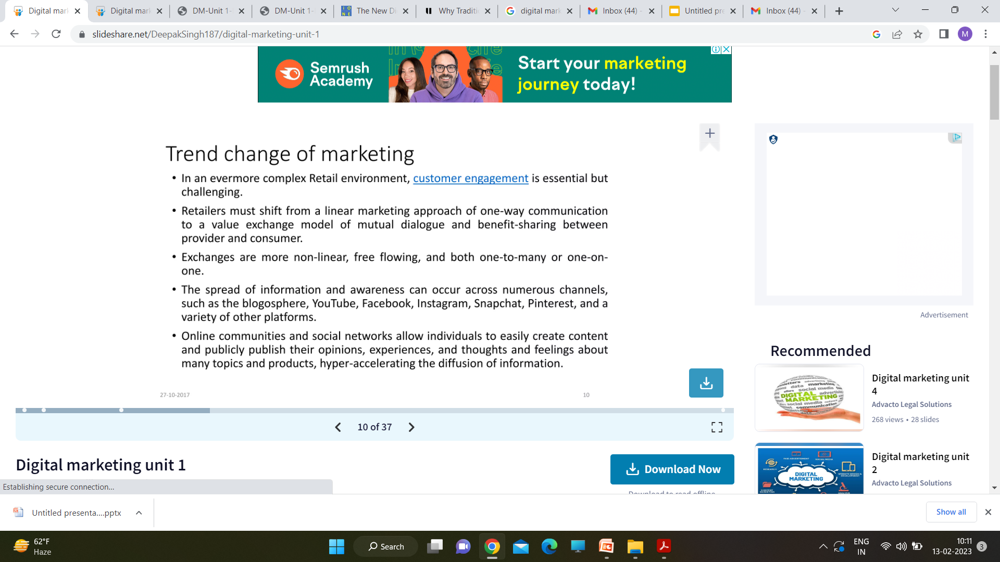 Digital mar
Digital mar
DM-Unit 1-
DM-Unit 1-
The New Di
Why Traditi
digital mark
Inbox (44) -
Untitled pre
Inbox (44) -
slideshare.net/DeepakSingh187/digital-marketing-unit-1
M
Semrush
Academy
Start your marketing
journey today!
Trend change of marketing
• In an evermore complex Retail environment, customer engagement is essential but
challenging.
• Retailers must shift from a linear marketing approach of one-way communication
to a value exchange model of mutual dialogue and benefit-sharing between
provider and consumer.
• Exchanges are more non-linear, free flowing, and both one-to-many or one-on-
one.
• The spread of information and awareness can occur across numerous channels,
such as the blogosphere, YouTube, Facebook, Instagram, Snapchat, Pinterest, and a
variety of other platforms.
• Online communities and social networks allow individuals to easily create content
and publicly publish their opinions, experiences, and thoughts and feelings about
many topics and products, hyper-accelerating the diffusion of information.
27-10-2017
10
10 of 37
Digital marketing unit 1
Download Now
Download to read offline
Advertisement
Recommended
DIGITAL
MARKETING
Digital marketing unit
4
Advacto Legal Solutions
268 views • 28 slides
DIGITAL
MARKETING
Digital marketing unit
2
Advacto Legal Solutions
Establishing secure connection...
Untitled presenta....pptx
Show all
62°F
Haze
Search
ENG
IN
10:11
13-02-2023
3